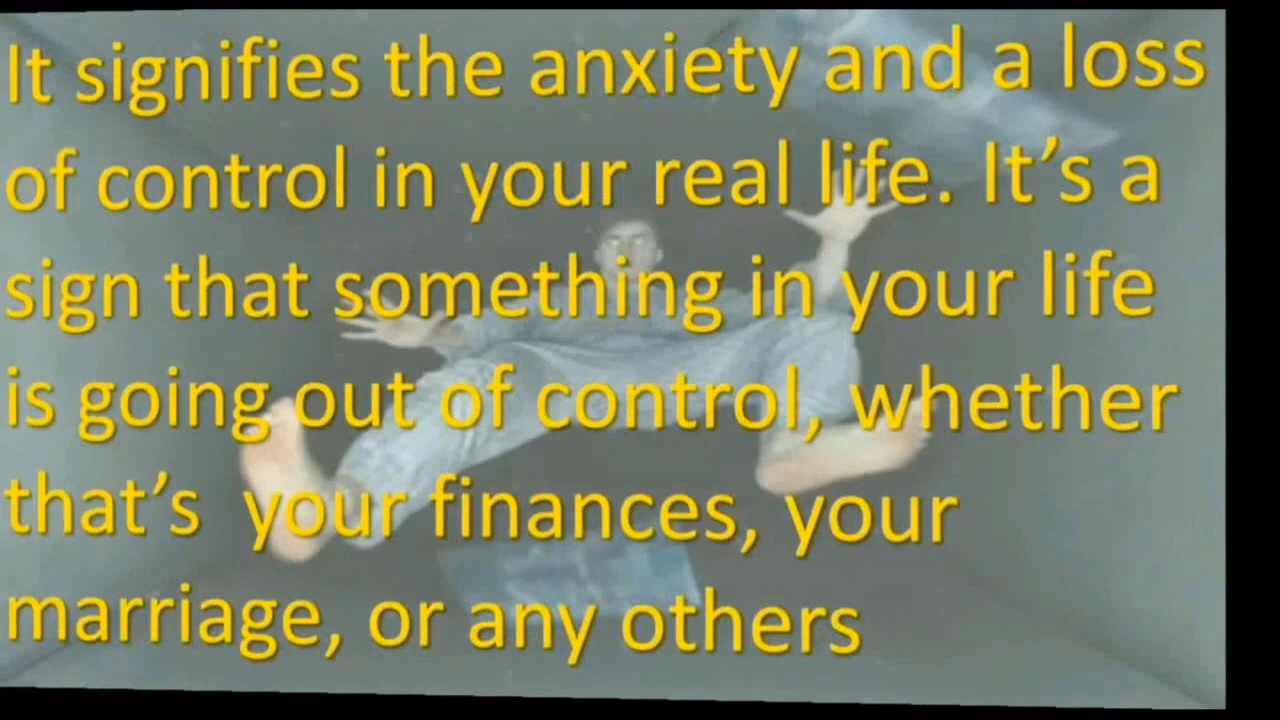 It signifies the anxiety and a loss
of control in your real life. It’s a
sign that something in your life
is going out of control, whether
that’s your finances, your
marriage, or any others